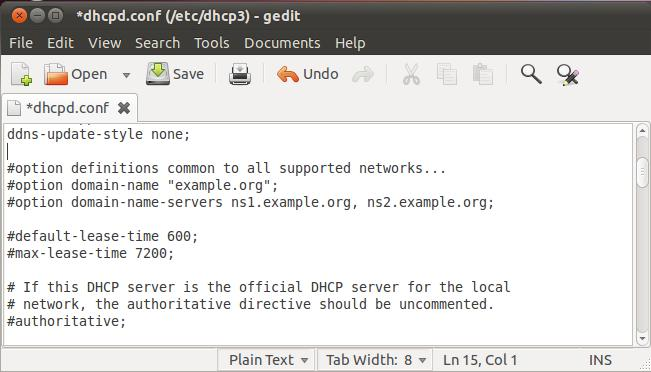 *dhcpd.conf (/etc/dhcp3) - gedit
File Edit View Search Tools Documents Help
Open Save Undo
*dhcpd.conf
ddns-update-style none;
#option definitions common to all supported networks...
#option domain-name "example.org";
#option domain-name-servers ns1.example.org, ns2.example.org;
#default-lease-time 600;
#max-lease-time 7200;
# If this DHCP server is the official DHCP server for the local
# network, the authoritative directive should be uncommented.
#authoritative;
Plain Text Tab Width: 8 Ln 15, Col 1 INS